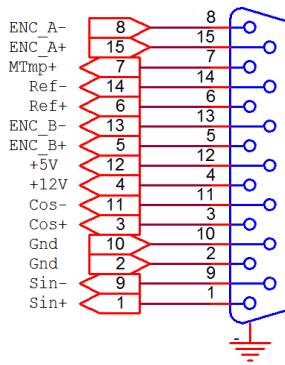 ENC_A- 8 8
ENC_A+ 15 15
MTmp+ 7 7
Ref- 14 14
Ref+ 6 6
ENC_B- 13 13
ENC_B+ 5 5
+5V 12 12
+12V 4 4
Cos- 11 11
Cos+ 3 3
Gnd 10 10
Gnd 2 2
Sin- 9 9
Sin+ 1 1